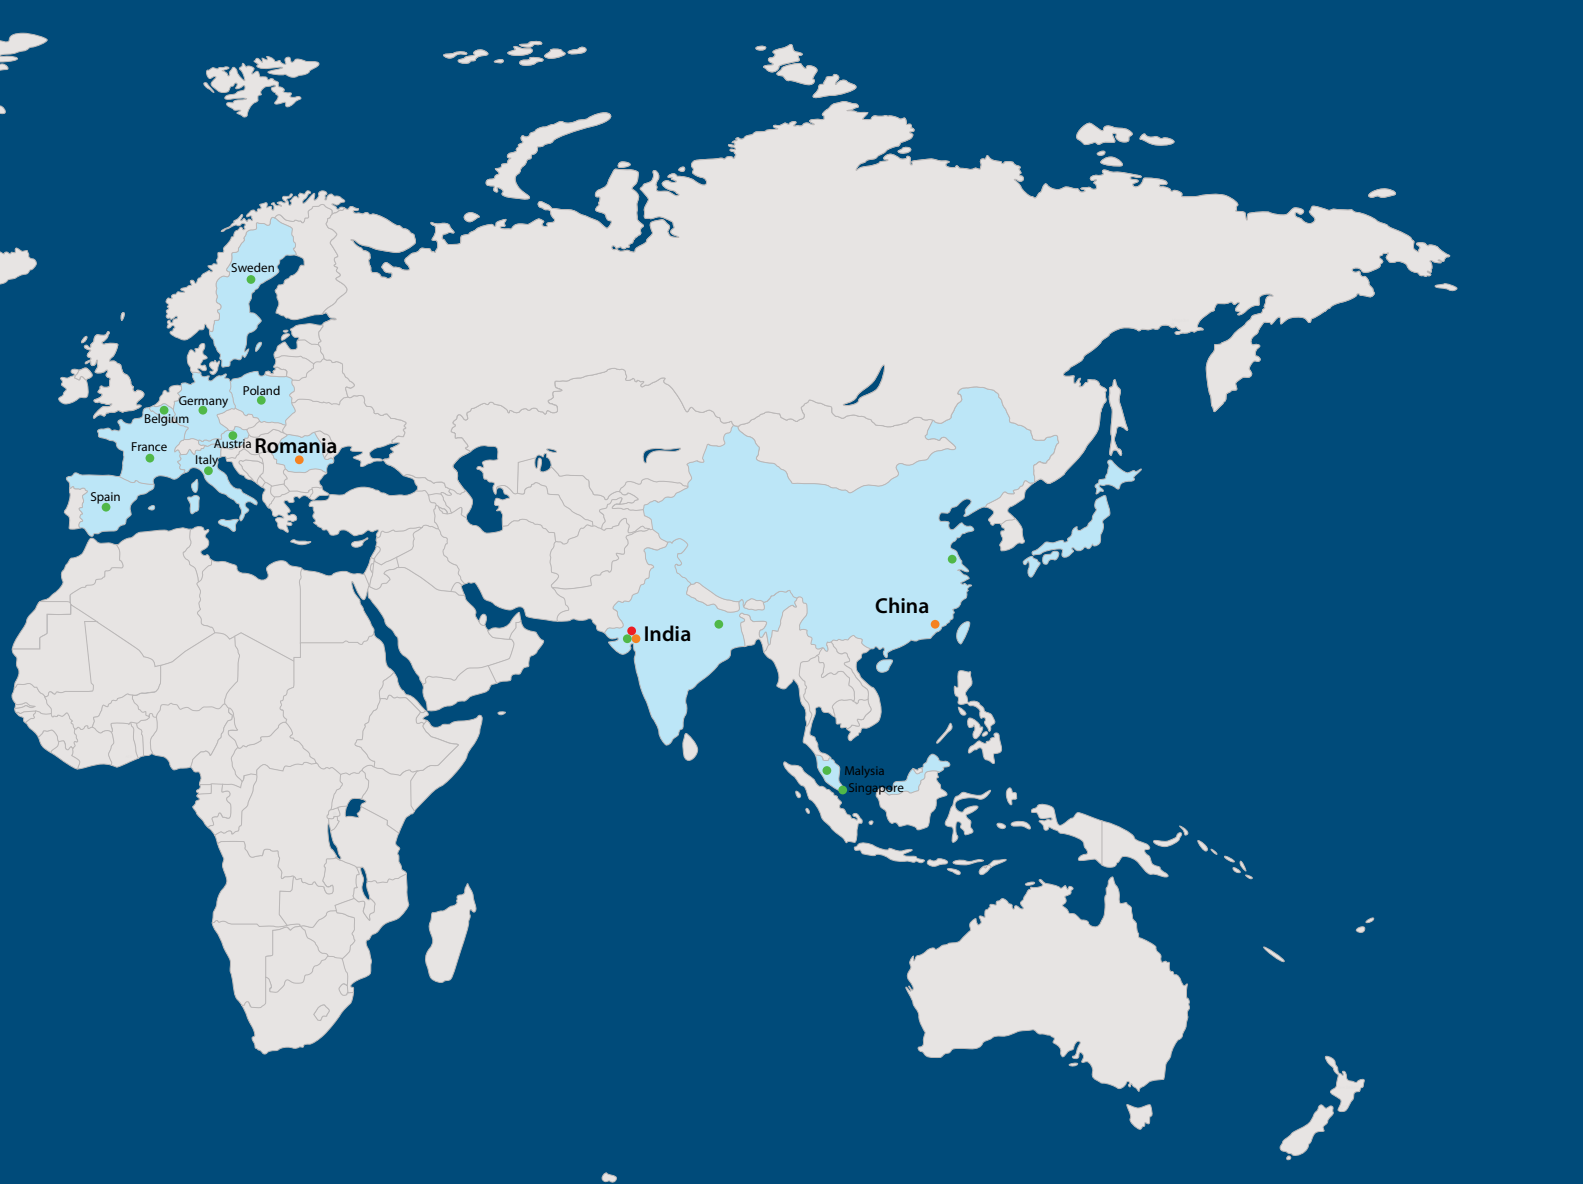 Sweden
Poland
Germany
Belgium
Austria
Romania
France
Italy
Spain
China
India
Malysia
Singapore